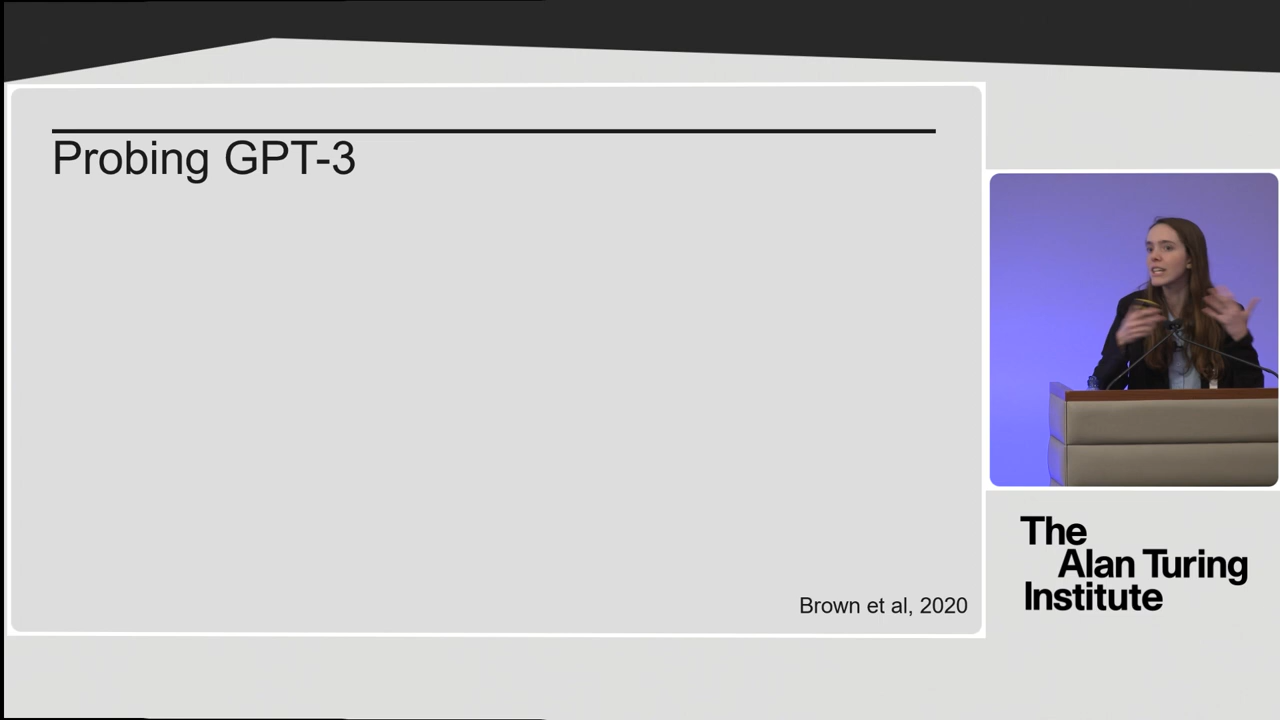 Probing GPT-3
Brown et al, 2020
The
Alan Turing
Institute